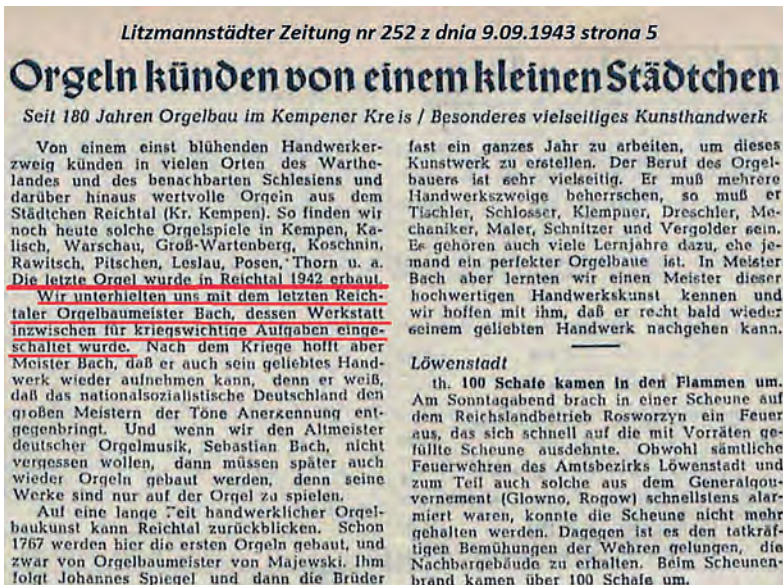 Litzmannstädter Zeitung nr 252 z dnia 9.09.1943 strona 5
Orgeln künden von einem kleinen Städtchen
Seit 180 Jahren Orgelbau im Kempener Kreis / Besonderes vielseitiges Kunsthandwerk
Von einem einst blühenden Handwerker-
zweig künden in vielen Orten des Warthe-
landes und des benachbarten Schlesiens und
darüber hinaus wertvolle Orgeln aus dem
Städtchen Reichtal (Kr. Kempen). So finden wir
noch heute solche Orgelspiele in Kempen, Ka-
lisch, Warschau, Groß-Wartenberg, Koschnin,
Rawitsch, Pitschen, Leslau, Posen, Thorn u. a.
Die letzte Orgel wurde in Reichtal 1942 erbaut.
Wir unterhielten uns mit dem letzten Reich-
taler Orgelbaumeister Bach, dessen Werkstatt
inzwischen für kriegswichtige Aufgaben einge-
schaltet wurde. Nach dem Kriege hofft aber
Meister Bach, daß er auch sein geliebtes Hand-
werk wieder aufnehmen kann, denn er weiß,
daß das nationalsozialistische Deutschland den
großen Meistern der Töne Anerkennung ent-
gegenbringt. Und wenn wir den Altmeister
deutscher Orgelmusik, Sebastian Bach, nicht
vergessen wollen, dann müssen später auch
wieder Orgeln gebaut werden, denn seine
Werke sind nur auf der Orgel zu spielen.
Auf eine lange Zeit handwerklicher Orgel-
baukunst kann Reichtal zurückblicken. Schon
1767 werden hier die ersten Orgeln gebaut, und
zwar von Orgelbaumeister von Majewski. Ihm
folgt Johannes Spiegel und dann die Brüder
fast ein ganzes Jahr zu arbeiten, um dieses
Kunstwerk zu erstellen. Der Beruf des Orgel-
bauers ist sehr vielseitig. Er muß mehrere
Handwerkszweige beherrschen, so muß er
Tischler, Schlosser, Klempner, Drechsler, Me-
chaniker, Maler, Schnitzer und Vergolder sein.
Es gehören auch viele Lernjahre dazu, ehe je-
mand ein perfekter Orgelbaue ist. In Meister
Bach aber lernten wir einen Meister dieser
hochwertigen Handwerkskunst kennen und
wir hoffen mit ihm, daß er recht bald wieder
seinem geliebten Handwerk nachgehen kann.
Löwenstadt
th. 100 Schafe kamen in den Flammen um.
Am Sonntagabend brach in einer Scheune auf
dem Reichslandbetrieb Rosworzyn ein Feuer
aus, das sich schnell auf die mit Vorräten ge-
füllte Scheune ausdehnte. Obwohl sämtliche
Feuerwehren des Amtsbezirks Löwenstadt und
zum Teil auch solche aus dem Generalgou-
vernement (Glowno, Rogow) schnellstens alar-
miert waren, konnte die Scheune nicht mehr
gehalten werden. Dagegen ist es den tatkräf-
tigen Bemühungen der Wehren gelungen, die
Nachbargebäude zu erhalten. Beim Scheunen-
brand kamen über 100 Schafe um.